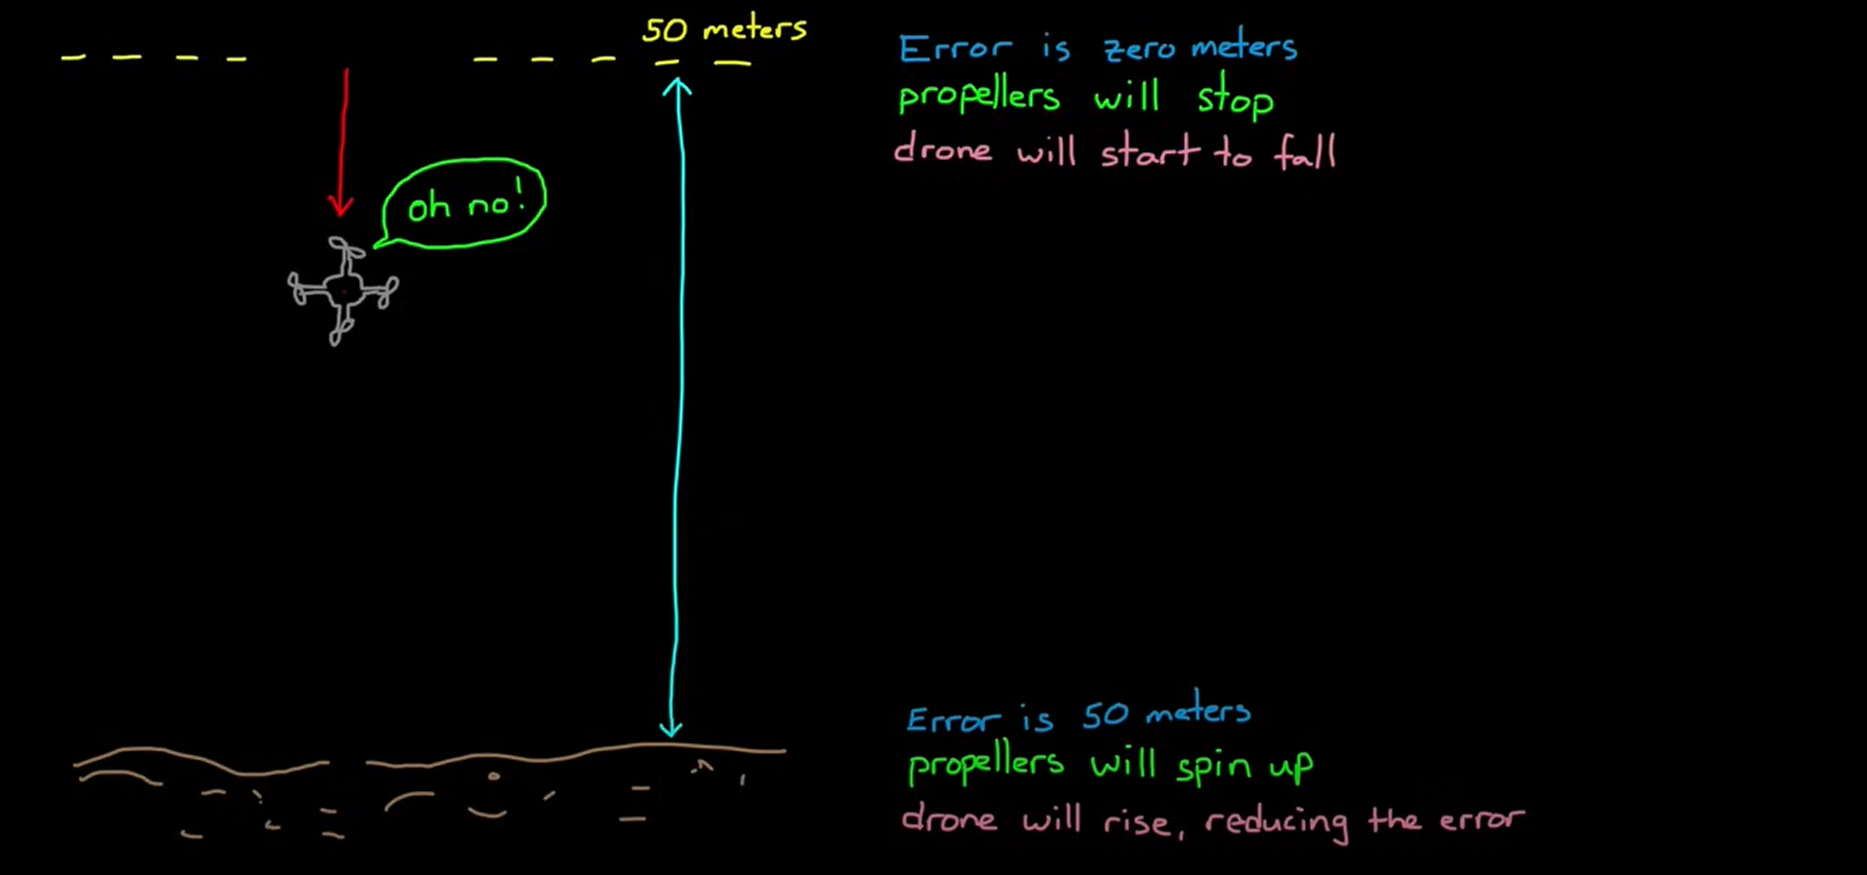 50 meters
Error is zero meters
propellers will stop
drone will start to fall
oh no!
Error is 50 meters
propellers will spin up
drone will rise, reducing the error